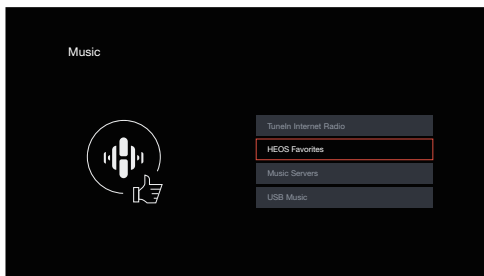 Music
TuneIn Internet Radio
HEOS Favorites
Music Servers
USB Music